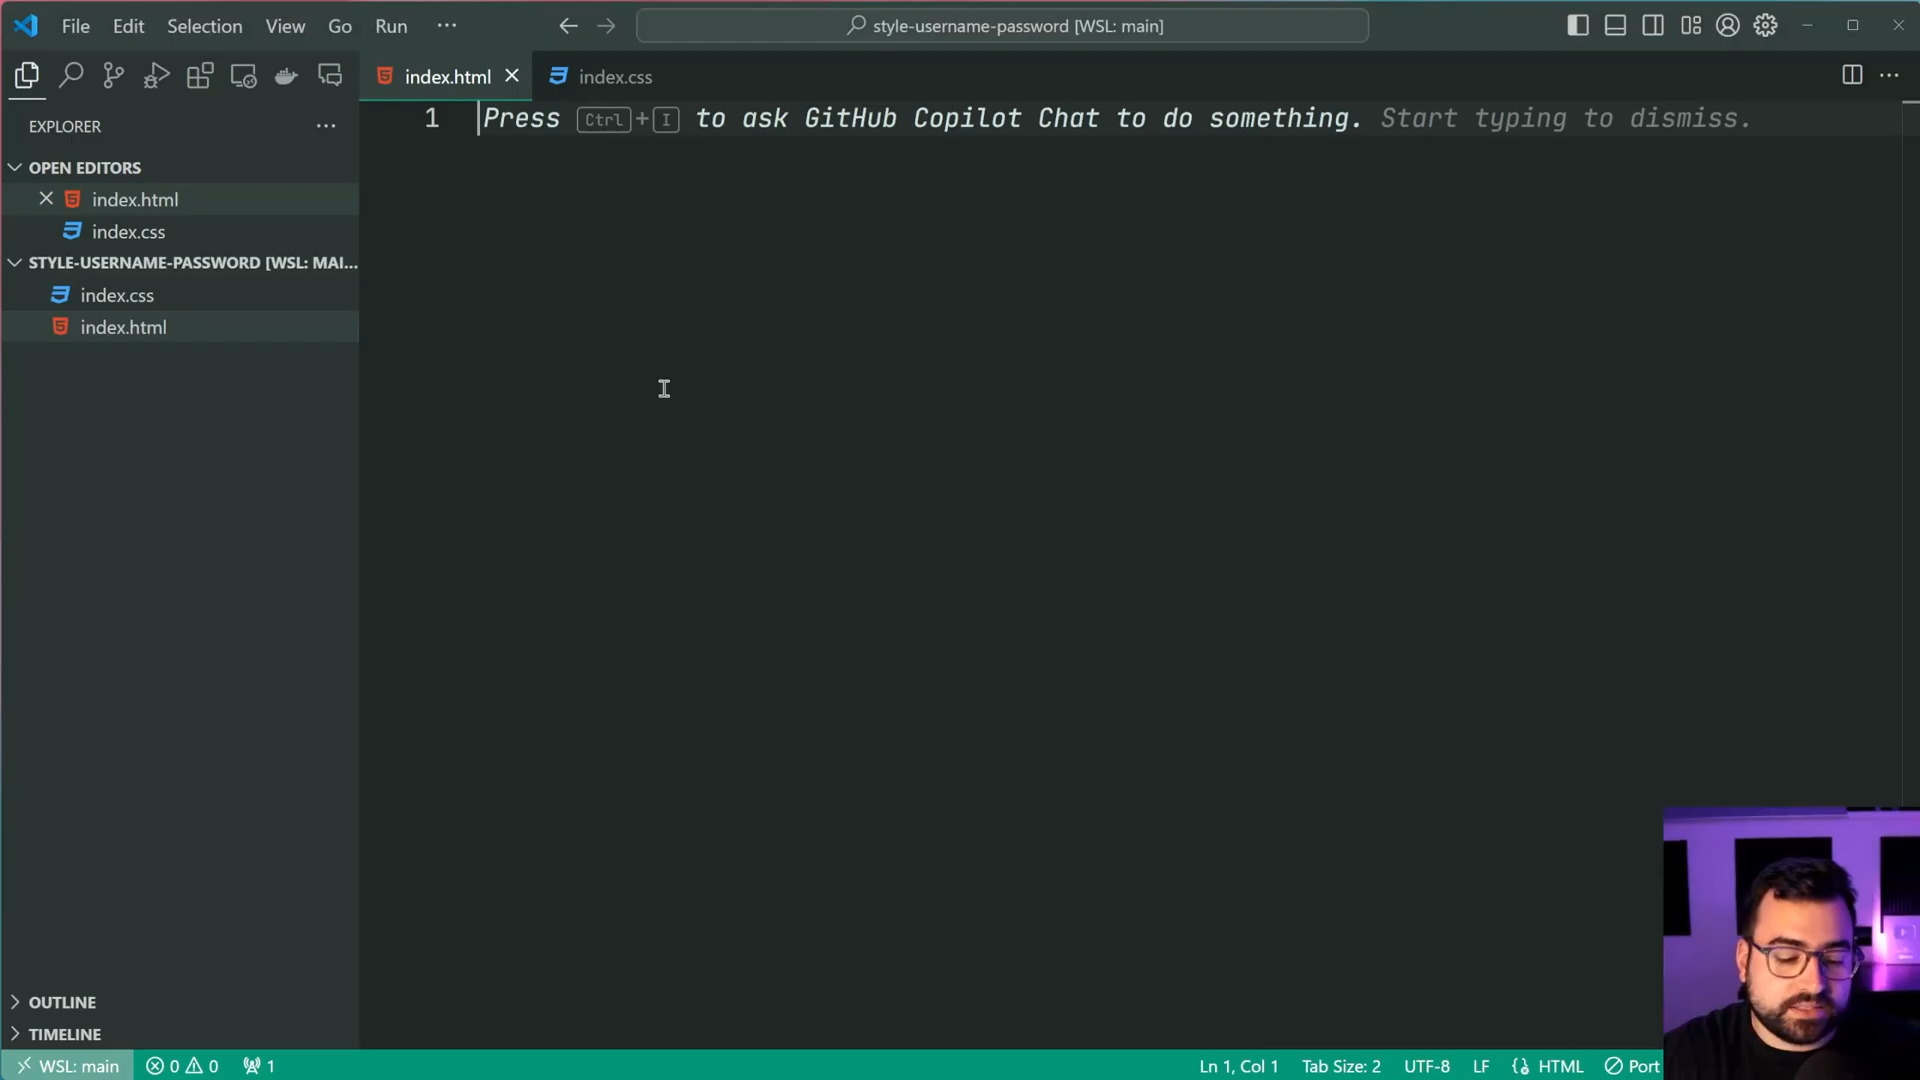 File Edit Selection View Go Run ···
style-username-password [WSL: main]
index.html
index.css
EXPLORER
OPEN EDITORS
index.html
index.css
STYLE-USERNAME-PASSWORD [WSL: MAI...
index.css
index.html
1
Press Ctrl+I to ask GitHub Copilot Chat to do something. Start typing to dismiss.
OUTLINE
TIMELINE
WSL: main 0 0 1 Ln 1, Col 1 Tab Size: 2 UTF-8 LF HTML Port